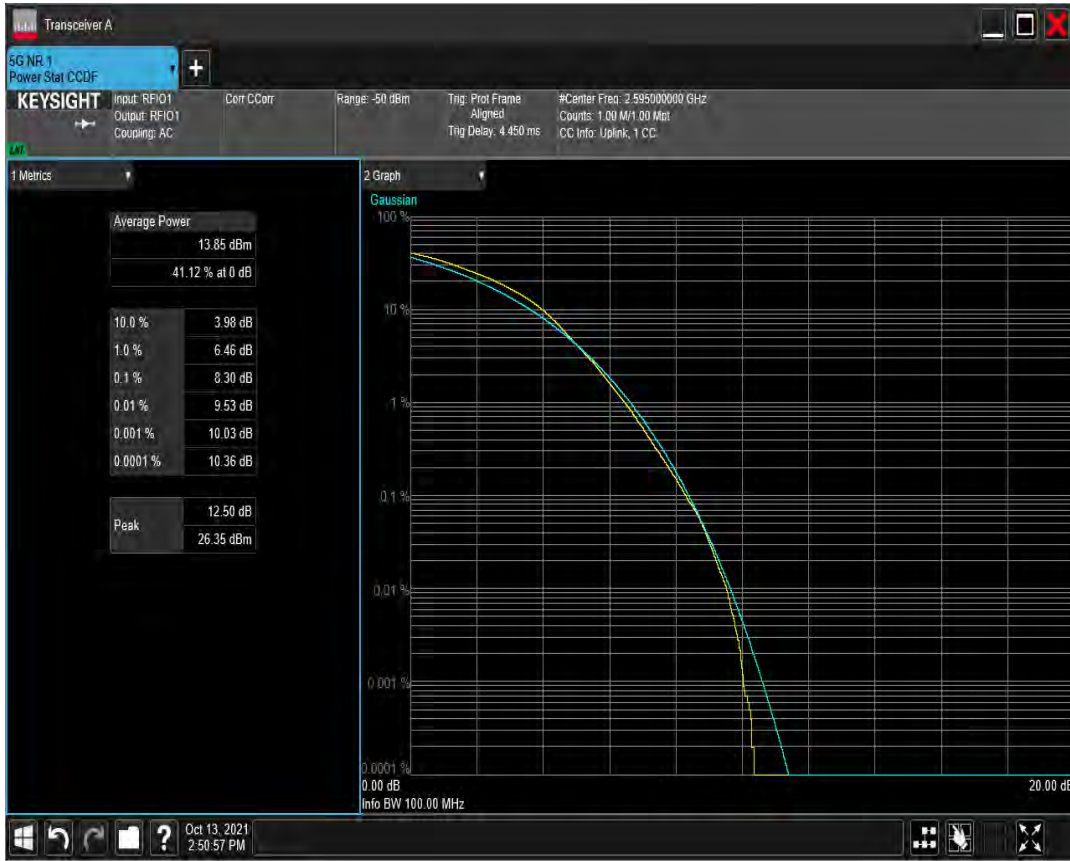 Transceiver A
5G NR 1
Power Stat CCDF
+
KEYSIGHT
Input: RFIO1
Output: RFIO1
Coupling: AC
Corr CCorr
Range: -50 dBm
Trig: Prot Frame
Aligned
Trig Delay: 4.450 ms
#Center Freq: 2.595000000 GHz
Counts: 1.00 M/1.00 Mpt
CC Info: Uplink, 1 CC
1 Metrics
Average Power
13.85 dBm
41.12 % at 0 dB
10.0 % 3.98 dB
1.0 % 6.46 dB
0.1 % 8.30 dB
0.01 % 9.53 dB
0.001 % 10.03 dB
0.0001 % 10.36 dB
Peak
12.50 dB
26.35 dBm
2 Graph
Gaussian
100 %
10 %
1 %
0.1 %
0.01 %
0.001 %
0.0001 %
0.00 dB
20.00 dB
Info BW 100.00 MHz
?
Oct 13, 2021
2:50:57 PM